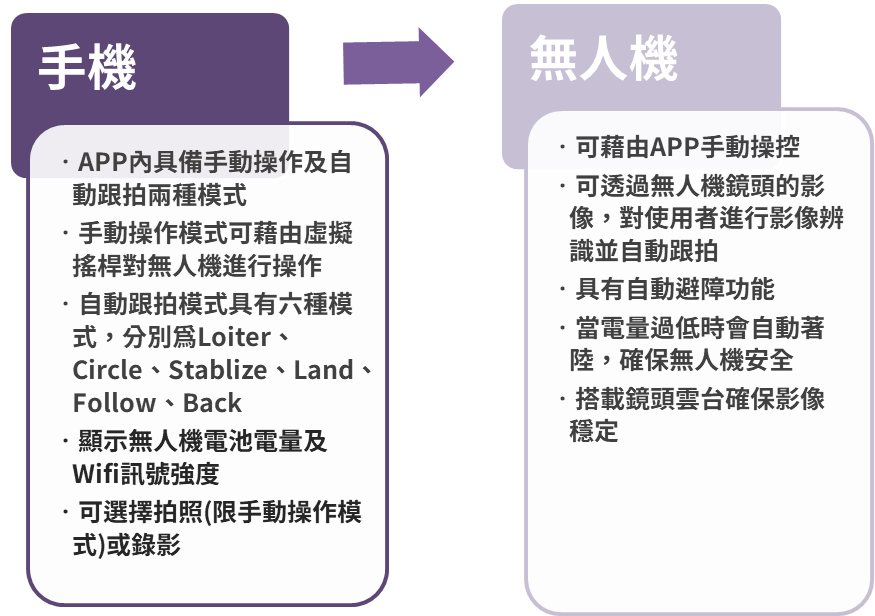 手機
· APP內具備手動操作及自
動跟拍兩種模式
· 手動操作模式可藉由虛擬
搖桿對無人機進行操作
· 自動跟拍模式具有六種模
式，分別為Loiter、
Circle、Stablize、Land、
Follow、Back
· 顯示無人機電池電量及
Wifi訊號強度
· 可選擇拍照(限手動操作模
式)或錄影
無人機
· 可藉由APP手動操控
· 可透過無人機鏡頭的影
像，對使用者進行影像辨
識並自動跟拍
· 具有自動避障功能
· 當電量過低時會自動著
陸，確保無人機安全
· 搭載鏡頭雲台確保影像
穩定